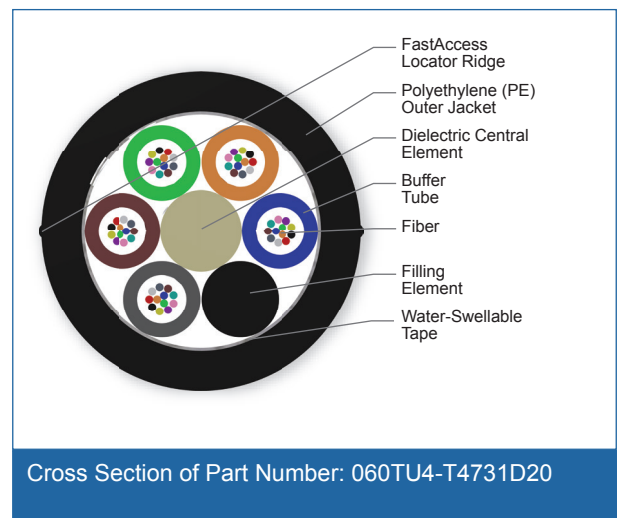 FastAccess
Locator Ridge
Polyethylene (PE)
Outer Jacket
Dielectric Central
Element
Buffer
Tube
Fiber
Filling
Element
Water-Swellable
Tape
Cross Section of Part Number: 060TU4-T4731D20